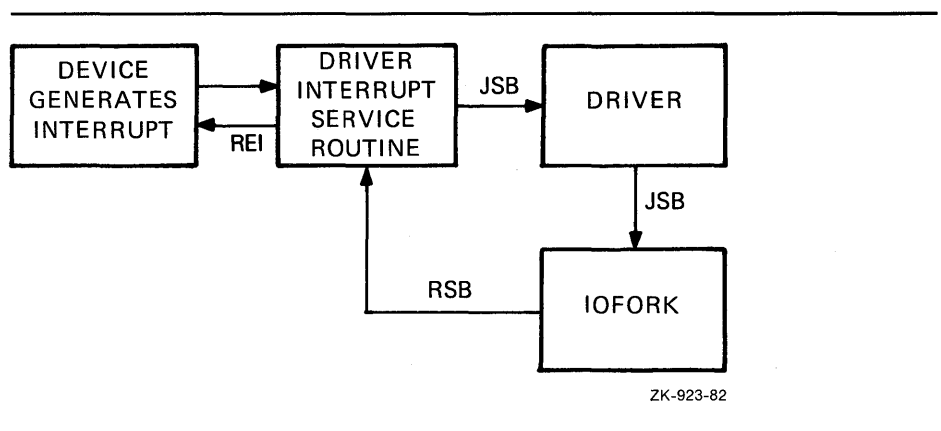 DEVICE
GENERATES
INTERRUPT
REI
DRIVER
INTERRUPT
SERVICE
ROUTINE
JSB
DRIVER
JSB
RSB
IOFORK
ZK-923-82